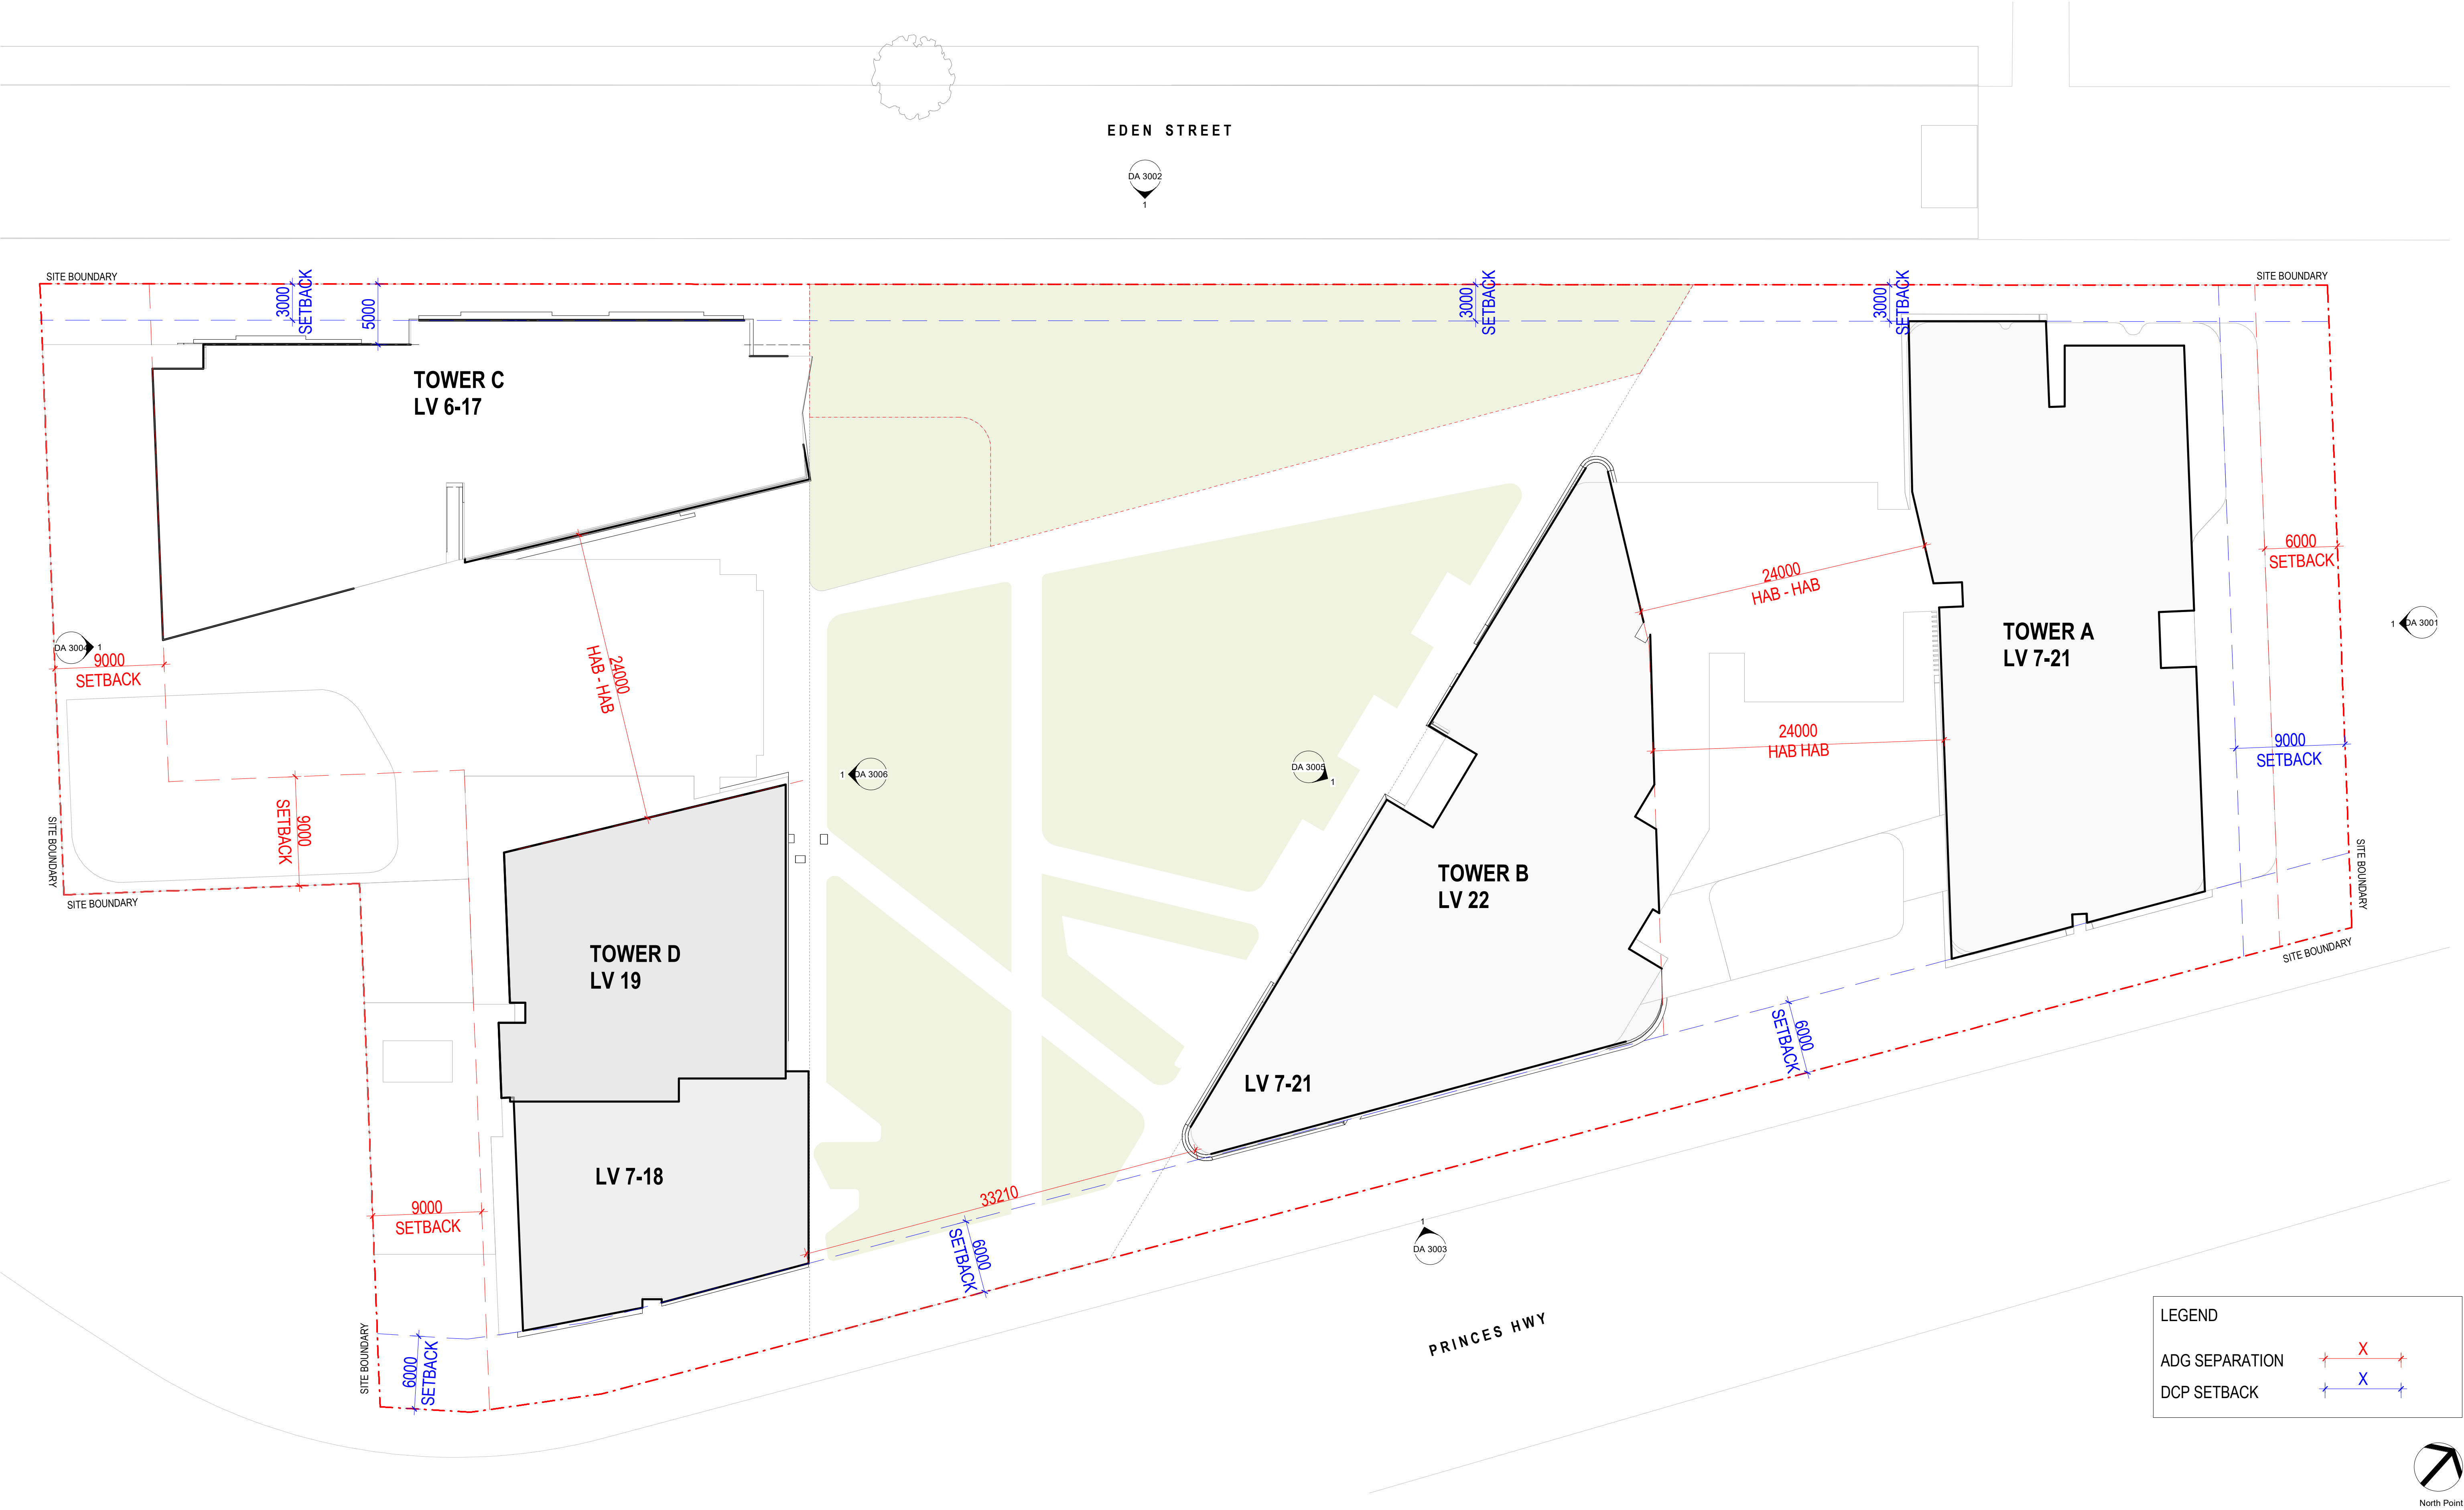 EDEN STREET
DA 3002
1
SITE BOUNDARY
SITE BOUNDARY
3000
SETBACK
5000
3000
SETBACK
3000
SETBACK
TOWER C
LV 6-17
6000
SETBACK
24000
HAB - HAB
TOWER A
LV 7-21
1
DA 3001
DA 3004
1
9000
SETBACK
24000
HAB - HAB
24000
HAB HAB
9000
SETBACK
1
DA 3006
DA 3005
1
9000
SETBACK
SITE BOUNDARY
SITE BOUNDARY
SITE BOUNDARY
TOWER B
LV 22
TOWER D
LV 19
SITE BOUNDARY
6000
SETBACK
LV 7-21
LV 7-18
33210
9000
SETBACK
6000
SETBACK
1
DA 3003
PRINCES HWY
SITE BOUNDARY
6000
SETBACK
LEGEND
ADG SEPARATION
X
DCP SETBACK
X
North Point